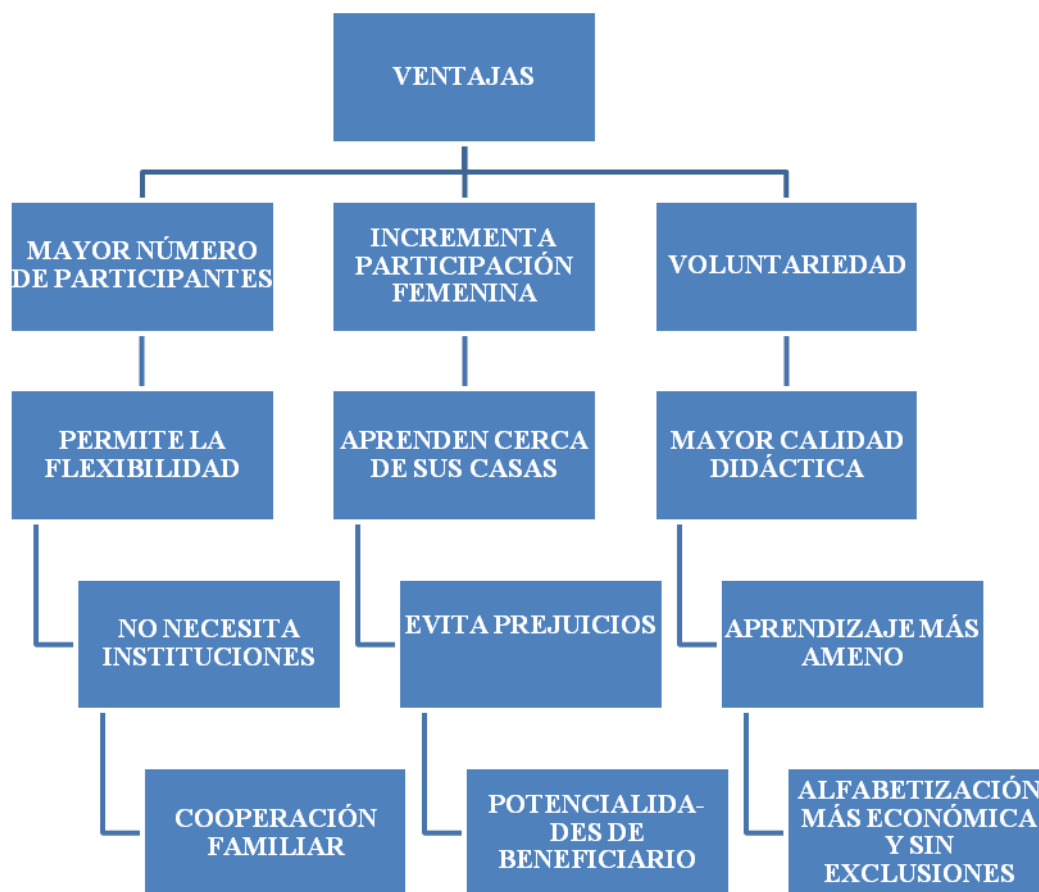 VENTAJAS
MAYOR NÚMERO
DE PARTICIPANTES
INCREMENTA
PARTICIPACIÓN
FEMENINA
VOLUNTARIEDAD
PERMITE LA
FLEXIBILIDAD
APRENDEN CERCA
DE SUS CASAS
MAYOR CALIDAD
DIDÁCTICA
NO NECESITA
INSTITUCIONES
EVITA PREJUICIOS
APRENDIZAJE MÁS
AMENO
COOPERACIÓN
FAMILIAR
POTENCIALIDA-
DES DE
BENEFICIARIO
ALFABETIZACIÓN
MÁS ECONÓMICA
Y SIN
EXCLUSIONES